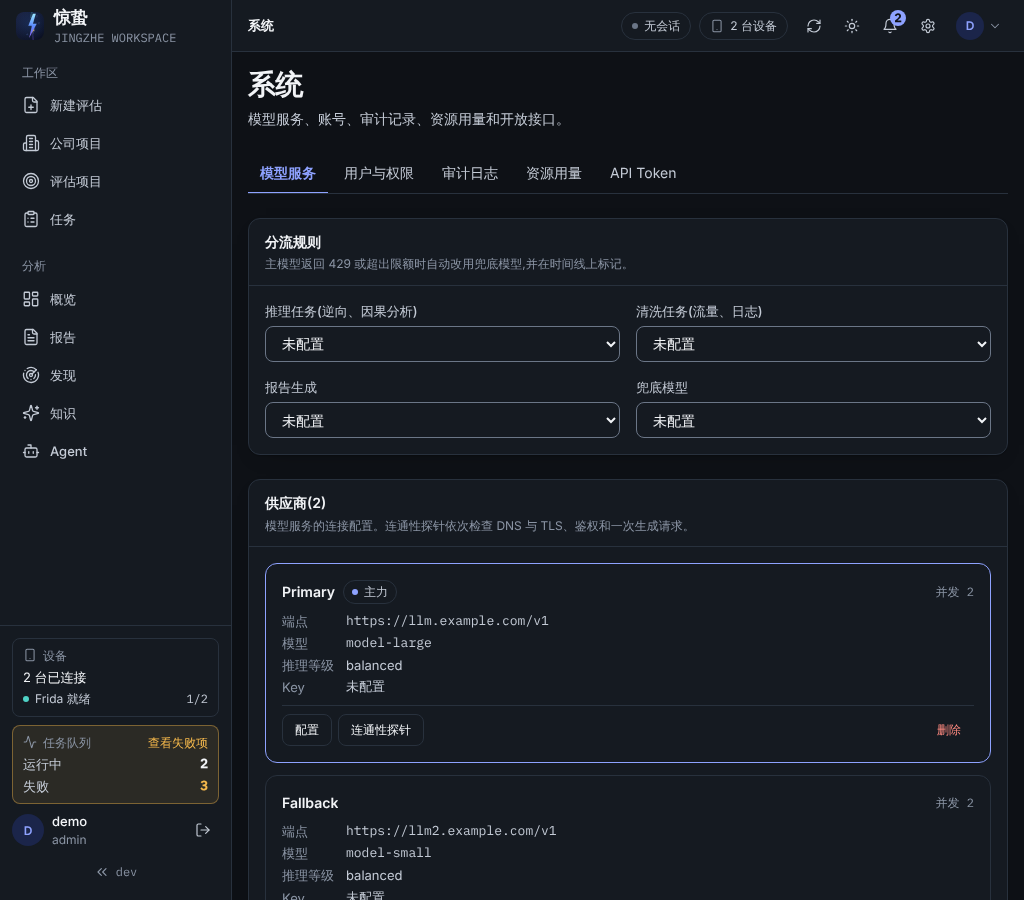 惊蛰
JINGZHE WORKSPACE
工作区
新建评估
公司项目
评估项目
任务
分析
概览
报告
发现
知识
Agent
设备
2 台已连接
Frida 就绪 1/2
任务队列 查看失败项
运行中 2
失败 3
D demo
admin
dev
系统
无会话 2 台设备 2 D
系统
模型服务、账号、审计记录、资源用量和开放接口。
模型服务 用户与权限 审计日志 资源用量 API Token
分流规则
主模型返回 429 或超出限额时自动改用兜底模型,并在时间线上标记。
推理任务(逆向、因果分析) 清洗任务(流量、日志)
未配置 未配置
报告生成 兜底模型
未配置 未配置
供应商(2)
模型服务的连接配置。连通性探针依次检查 DNS 与 TLS、鉴权和一次生成请求。
Primary 主力 并发 2
端点 https://llm.example.com/v1
模型 model-large
推理等级 balanced
Key 未配置
配置 连通性探针 删除
Fallback 并发 2
端点 https://llm2.example.com/v1
模型 model-small
推理等级 balanced
Key 未配置